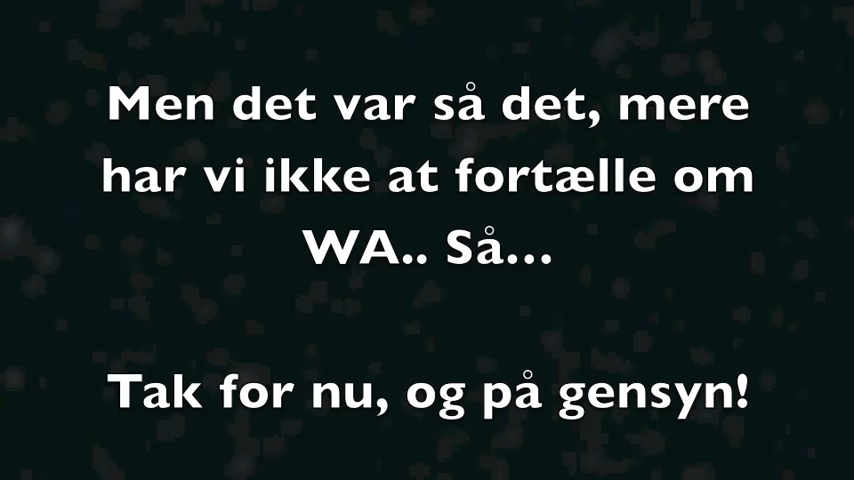 Men det var så det, mere
har vi ikke at fortælle om
WA.. Så...
Tak for nu, og på gensyn!